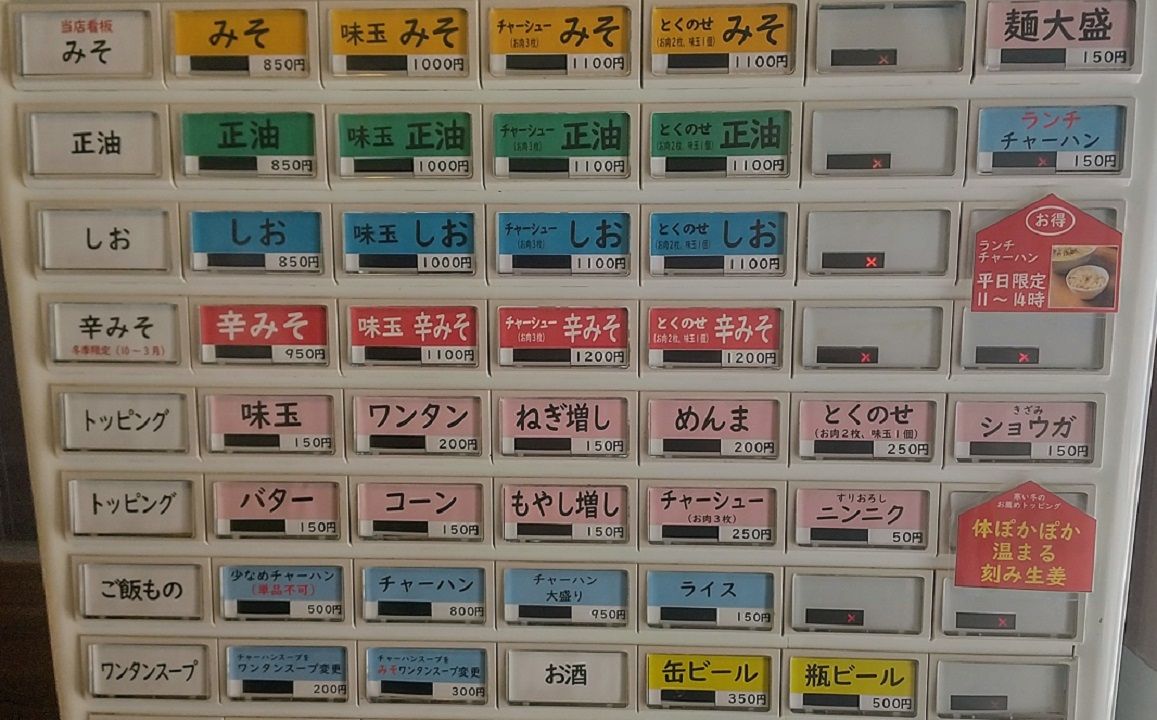 当店看板
みそ
みそ
850円
味玉 みそ
1000円
チャーシュー みそ
(お肉3枚)
1100円
とくのせ みそ
(お肉2枚、味玉1個)
1100円
×
麺大盛
150円
正油
正油
850円
味玉 正油
1000円
チャーシュー 正油
(お肉3枚)
1100円
とくのせ 正油
(お肉2枚、味玉1個)
1100円
×
ランチ
チャーハン
× 150円
しお
しお
850円
味玉 しお
1000円
チャーシュー しお
(お肉3枚)
1100円
とくのせ しお
(お肉2枚、味玉1個)
1100円
×
お得
ランチ
チャーハン
平日限定
11〜14時
辛みそ
冬季限定(10〜3月)
辛みそ
950円
味玉 辛みそ
1100円
チャーシュー 辛みそ
(お肉3枚)
1200円
とくのせ 辛みそ
(お肉2枚、味玉1個)
1200円
×
×
トッピング
味玉
150円
ワンタン
200円
ねぎ増し
150円
めんま
200円
とくのせ
(お肉2枚、味玉1個)
250円
きざみ
ショウガ
150円
トッピング
バター
150円
コーン
150円
もやし増し
150円
チャーシュー
(お肉3枚)
250円
すりおろし
ニンニク
50円
寒い冬の
お薦めトッピング
体ぽかぽか
温まる
刻み生姜
ご飯もの
少なめチャーハン
(単品不可)
500円
チャーハン
800円
チャーハン
大盛り
950円
ライス
150円
×
×
ワンタンスープ
チャーハンスープを
ワンタンスープ変更
200円
チャーハンスープを
みそワンタンスープ変更
300円
お酒
缶ビール
350円
瓶ビール
500円
×